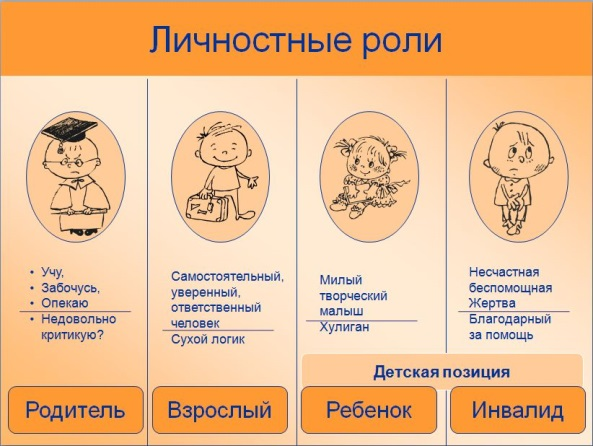 Личностные роли
• Учу,
• Забочусь,
• Опекаю
• Недовольно
критикую?
Самостоятельный,
уверенный,
ответственный
человек
Сухой логик
Милый
творческий
малыш
Хулиган
Несчастная
беспомощная
Жертва
Благодарный
за помощь
Детская позиция
Родитель
Взрослый
Ребенок
Инвалид